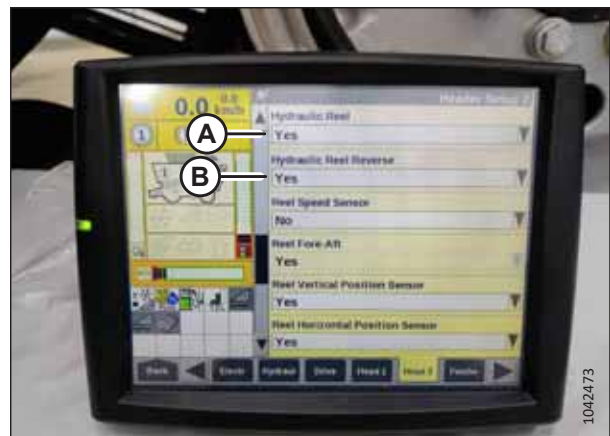 0.0
Header Setup 2
1
Hydraulic Reel
A
Yes
Hydraulic Reel Reverse
B
Yes
Reel Speed Sensor
No
Reel Fore-Aft
Yes
Reel Vertical Position Sensor
Yes
Reel Horizontal Position Sensor
Yes
Back
Electr
Hydraul
Drive
Head 1
Head 2
Feeder
1042473